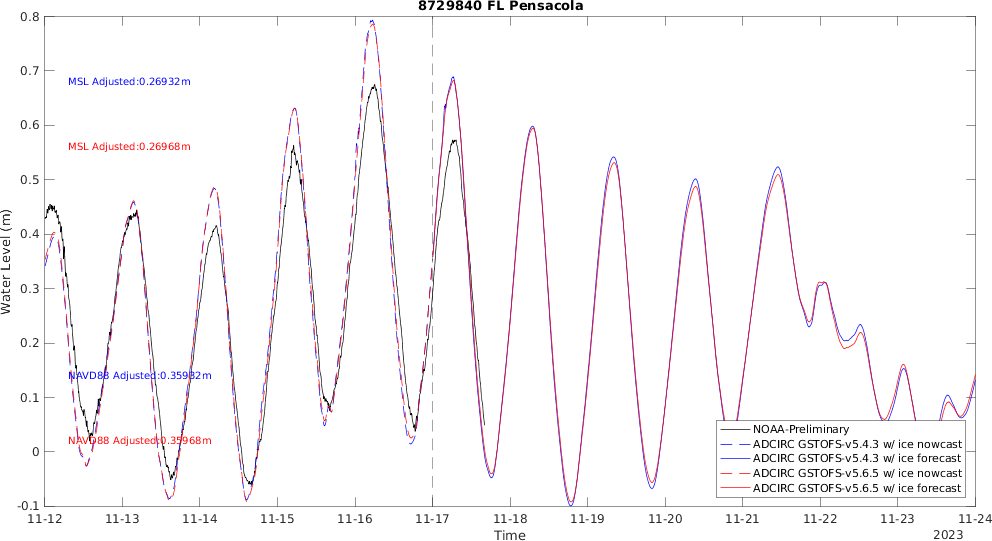 8729840 FL Pensacola
0.8
0.7
0.6
0.5
0.4
0.3
0.2
0.1
0
-0.1
Water Level (m)
MSL Adjusted:0.26932m
MSL Adjusted:0.26968m
NAVD88 Adjusted:0.35932m
NAVD88 Adjusted:0.35968m
NOAA-Preliminary
ADCIRC GSTOFS-v5.4.3 w/ ice nowcast
ADCIRC GSTOFS-v5.4.3 w/ ice forecast
ADCIRC GSTOFS-v5.6.5 w/ ice nowcast
ADCIRC GSTOFS-v5.6.5 w/ ice forecast
11-12 11-13 11-14 11-15 11-16 11-17 11-18 11-19 11-20 11-21 11-22 11-23 11-24
Time
2023